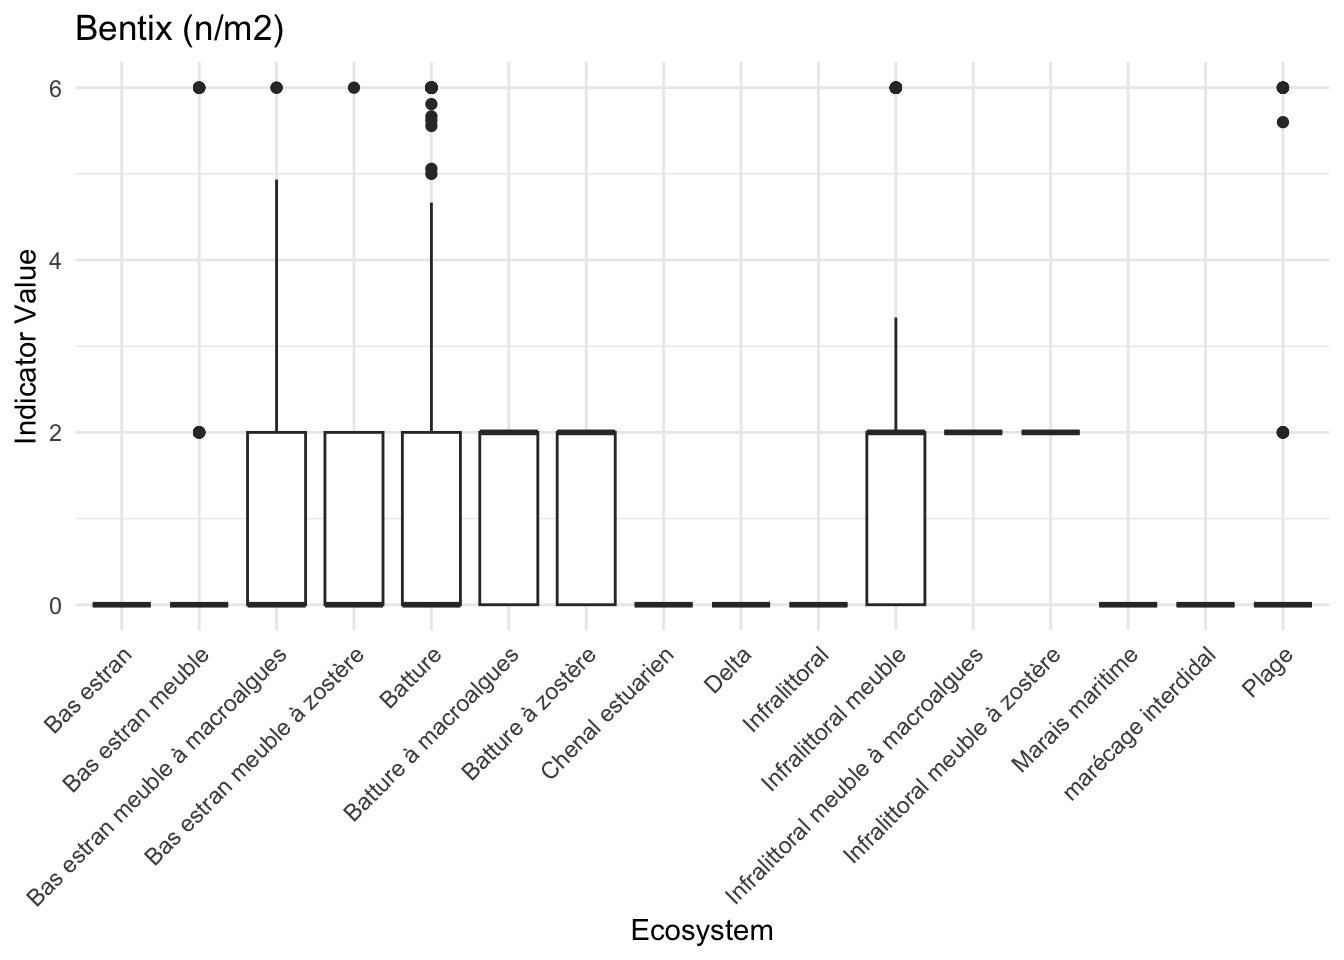 Bentix (n/m2)
Indicator Value
6
4
2
0
Bas estran
Bas estran meuble
Bas estran meuble à macroalgues
Bas estran meuble à zostère
Batture
Batture à macroalgues
Batture à zostère
Chenal estuarien
Delta
Infralittoral
Infralittoral meuble
Infralittoral meuble à macroalgues
Infralittoral meuble à zostère
Marais maritime
marécage interdidal
Plage
Ecosystem